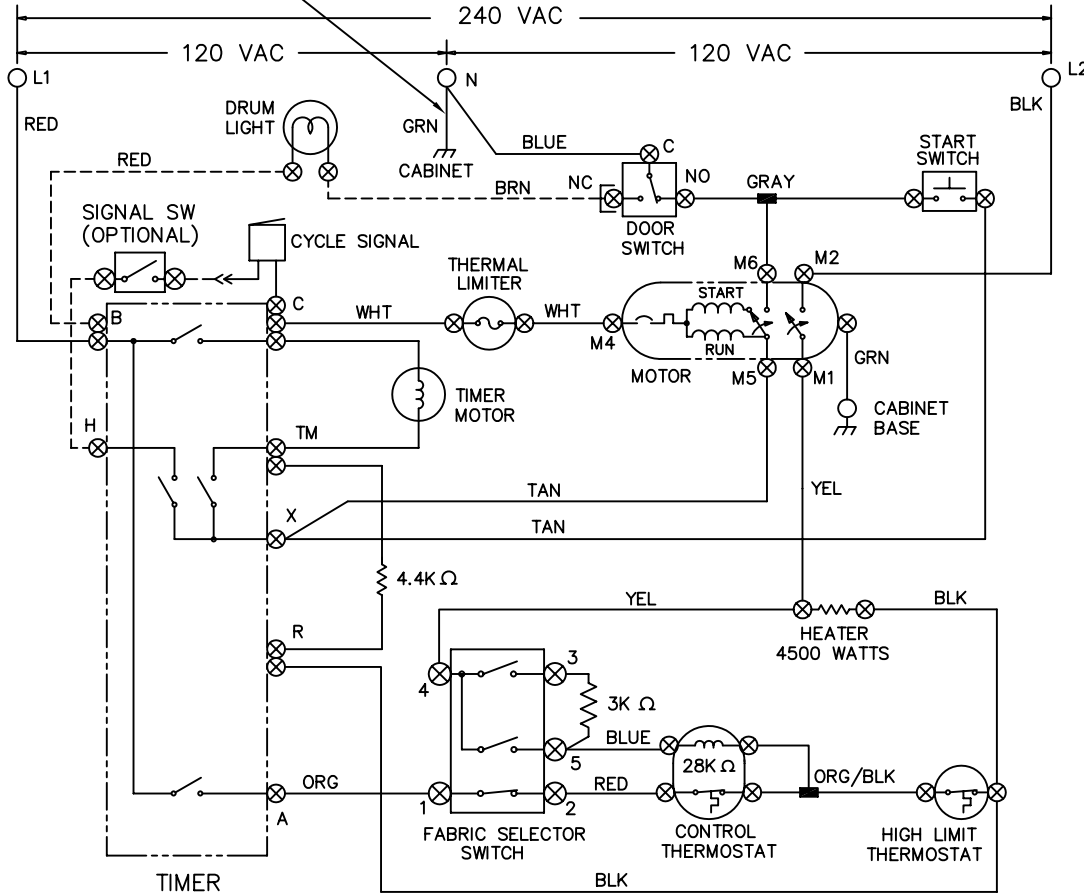 240 VAC
120 VAC
120 VAC
L1
N
L2
RED
DRUM
LIGHT
GRN
CABINET
BLUE
C
BLK
START
SWITCH
RED
BRN
NC
NO
GRAY
DOOR
SWITCH
SIGNAL SW
(OPTIONAL)
CYCLE SIGNAL
THERMAL
LIMITER
M6
M2
B
C
WHT
WHT
START
RUN
M4
MOTOR
M5
M1
GRN
CABINET
BASE
TIMER
MOTOR
H
TM
X
TAN
TAN
YEL
4.4K Ω
R
YEL
BLK
HEATER
4500 WATTS
4
3
3K Ω
5
BLUE
28K Ω
ORG/BLK
ORG
A
1
2
RED
FABRIC SELECTOR
SWITCH
CONTROL
THERMOSTAT
HIGH LIMIT
THERMOSTAT
TIMER
BLK